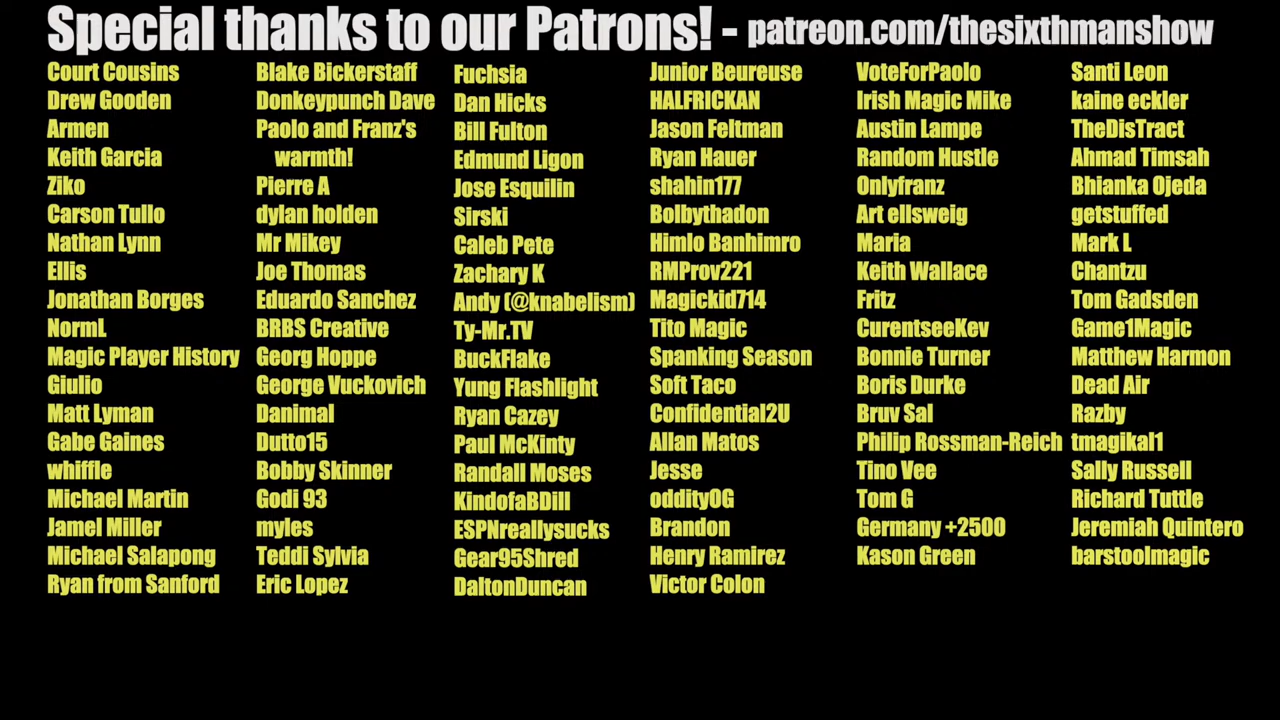 Special thanks to our Patrons! - patreon.com/thesixthmanshow
Court Cousins
Drew Gooden
Armen
Keith Garcia
Ziko
Carson Tullo
Nathan Lynn
Ellis
Jonathan Borges
NormL
Magic Player History
Giulio
Matt Lyman
Gabe Gaines
whiffle
Michael Martin
Jamel Miller
Michael Salapong
Ryan from Sanford
Blake Bickerstaff
Donkeypunch Dave
Paolo and Franz's
warmth!
Pierre A
dylan holden
Mr Mikey
Joe Thomas
Eduardo Sanchez
BRBS Creative
Georg Hoppe
George Vuckovich
Danimal
Dutto15
Bobby Skinner
Godi 93
myles
Teddi Sylvia
Eric Lopez
Fuchsia
Dan Hicks
Bill Fulton
Edmund Ligon
Jose Esquilin
Sirski
Caleb Pete
Zachary K
Andy (@knabelism)
Ty-Mr.TV
BuckFlake
Yung Flashlight
Ryan Cazey
Paul McKinty
Randall Moses
KindofaBDill
ESPNreallysucks
Gear95Shred
DaltonDuncan
Junior Beureuse
HALFRICKAN
Jason Feltman
Ryan Hauer
shahin177
Bolbythadon
Himlo Banhimro
RMProv221
Magickid714
Tito Magic
Spanking Season
Soft Taco
Confidential2U
Allan Matos
Jesse
oddityOG
Brandon
Henry Ramirez
Victor Colon
VoteForPaolo
Irish Magic Mike
Austin Lampe
Random Hustle
Onlyfranz
Art ellsweig
Maria
Keith Wallace
Fritz
CurentseeKev
Bonnie Turner
Boris Durke
Bruv Sal
Philip Rossman-Reich
Tino Vee
Tom G
Germany +2500
Kason Green
Santi Leon
kaine eckler
TheDisTract
Ahmad Timsah
Bhianka Ojeda
getstuffed
Mark L
Chantzu
Tom Gadsden
Game1Magic
Matthew Harmon
Dead Air
Razby
tmagikal1
Sally Russell
Richard Tuttle
Jeremiah Quintero
barstoolmagic